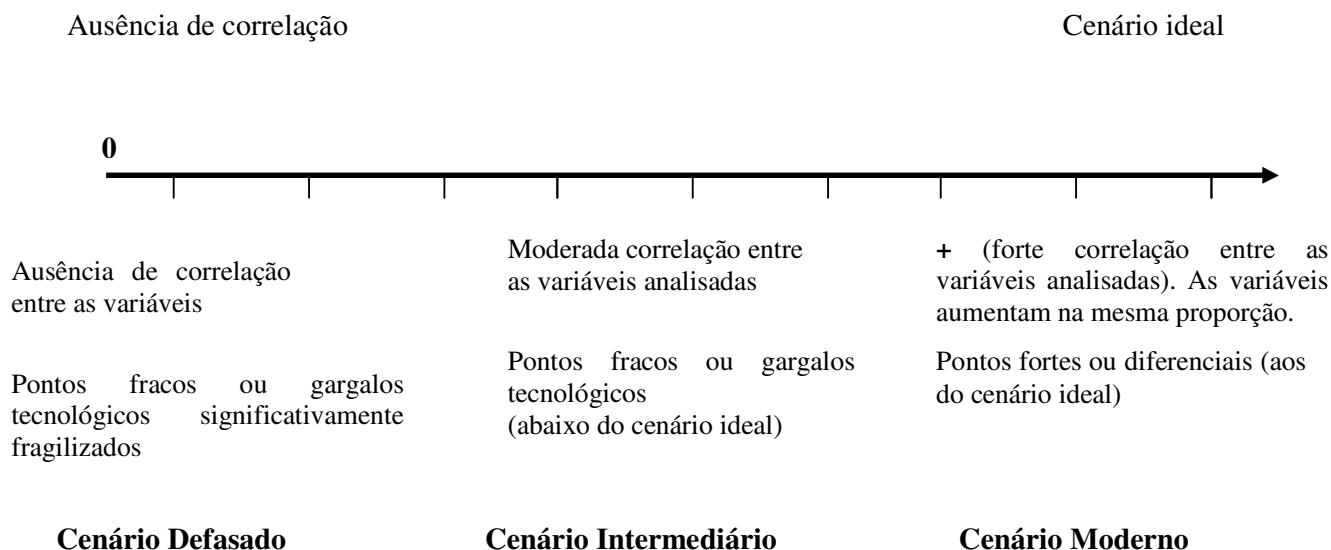 Ausência de correlação
Cenário ideal
0
Ausência de correlação
entre as variáveis
Moderada correlação entre
as variáveis analisadas
+ (forte correlação entre as
variáveis analisadas). As variáveis
aumentam na mesma proporção.
Pontos fracos ou gargalos
tecnológicos significativamente
fragilizados
Pontos fracos ou gargalos
tecnológicos
(abaixo do cenário ideal)
Pontos fortes ou diferenciais (aos
do cenário ideal)
Cenário Defasado
Cenário Intermediário
Cenário Moderno